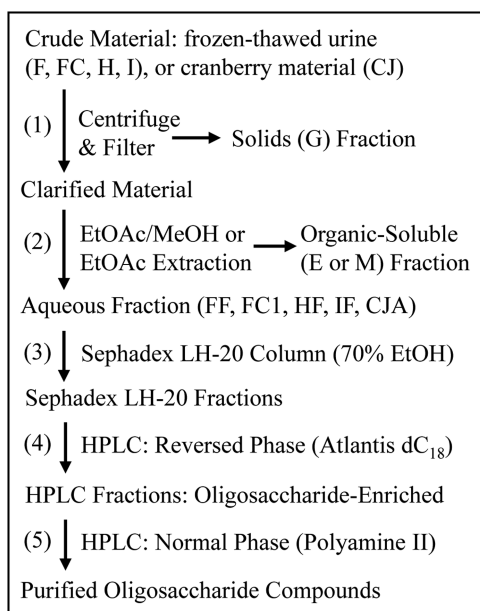 Crude Material: frozen-thawed urine
(F, FC, H, I), or cranberry material (CJ)
(1) Centrifuge
& Filter
Solids (G) Fraction
Clarified Material
(2) EtOAc/MeOH or
EtOAc Extraction
Organic-Soluble
(E or M) Fraction
Aqueous Fraction (FF, FC1, HF, IF, CJA)
(3) Sephadex LH-20 Column (70% EtOH)
Sephadex LH-20 Fractions
(4) HPLC: Reversed Phase (Atlantis dC18)
HPLC Fractions: Oligosaccharide-Enriched
(5) HPLC: Normal Phase (Polyamine II)
Purified Oligosaccharide Compounds